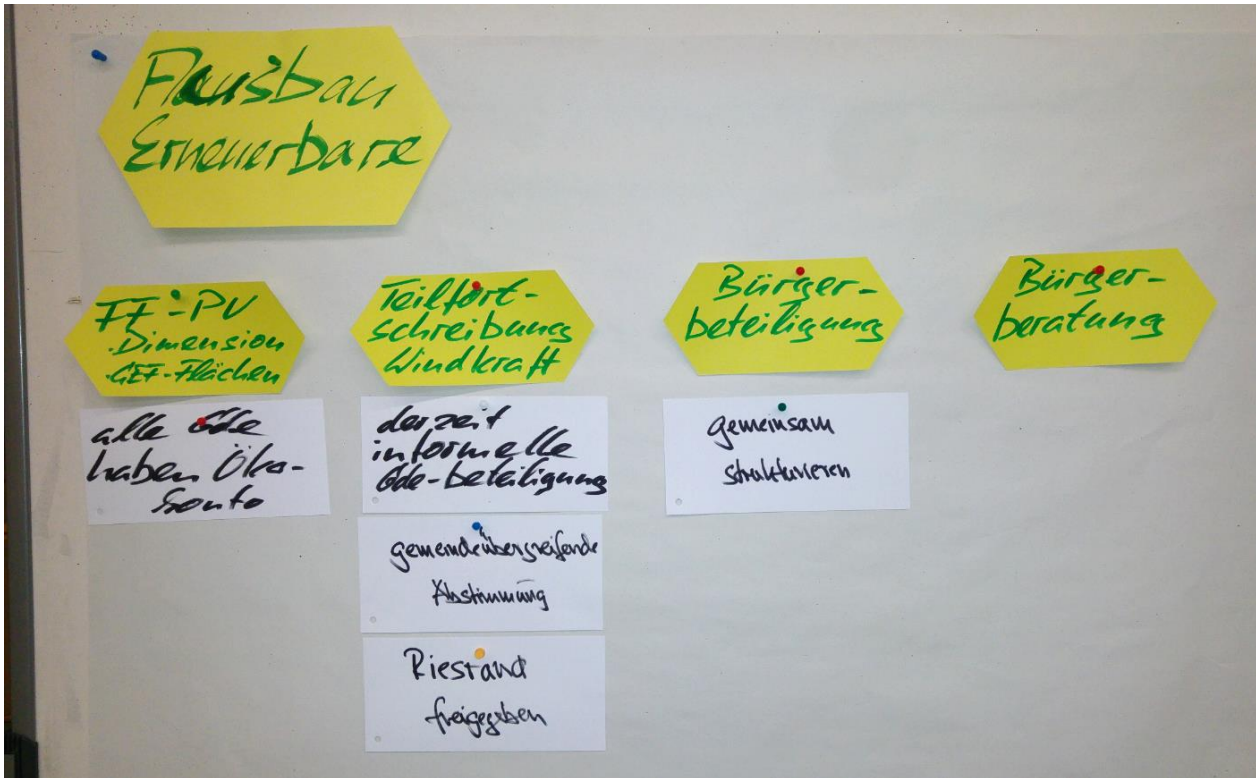 Ausbau
Erneuerbare
FF-PV
.Dimension
.GEF-Flächen
alle Gde
haben Öko-
konto
Teilfort-
schreibung
Windkraft
derzeit
informelle
Gde-beteiligung
gemeindeübergreifende
Abstimmung
Riestand
freigegeben
Bürger-
beteiligung
gemeinsam
strukturieren
Bürger-
beratung